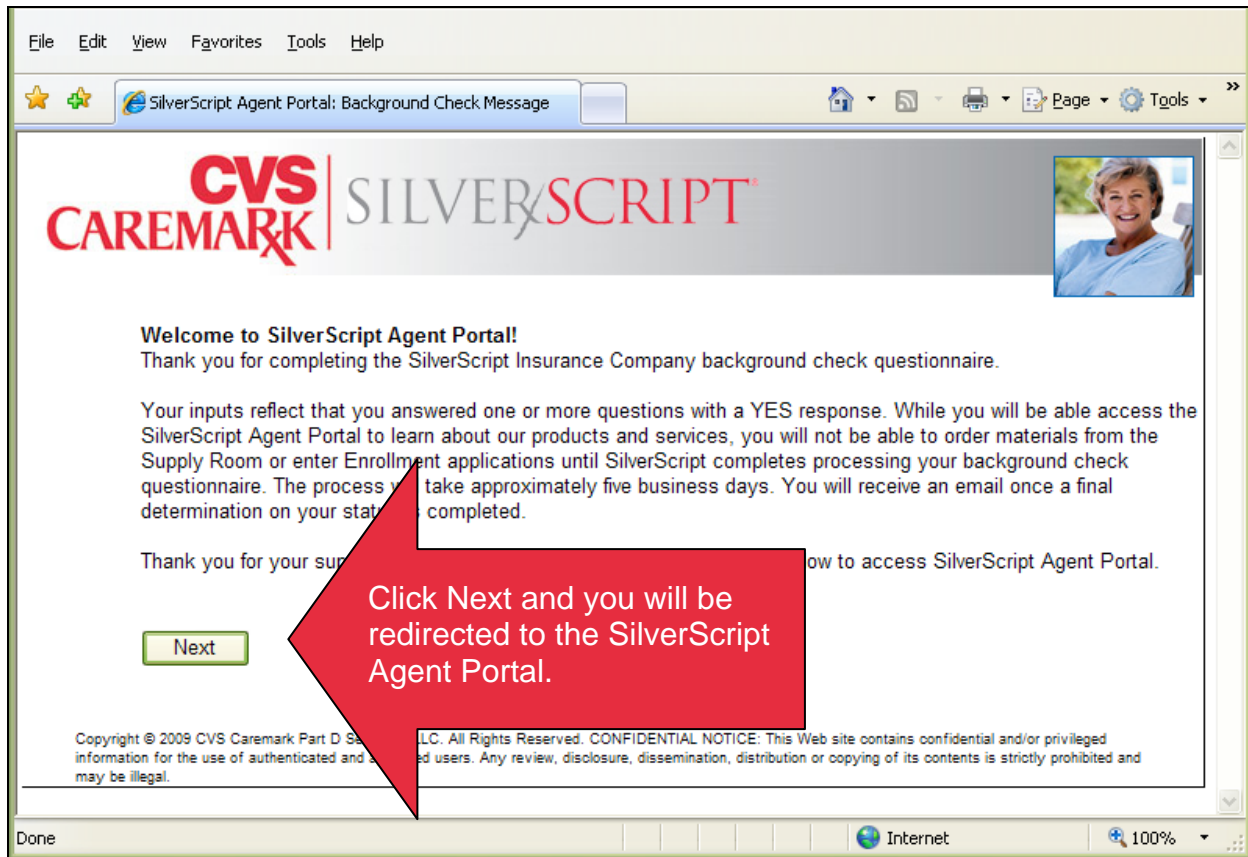 File Edit View Favorites Tools Help
SilverScript Agent Portal: Background Check Message
Page Tools
CVS
CAREMARK
SILVERSCRIPT
Welcome to SilverScript Agent Portal!
Thank you for completing the SilverScript Insurance Company background check questionnaire.
Your inputs reflect that you answered one or more questions with a YES response. While you will be able access the
SilverScript Agent Portal to learn about our products and services, you will not be able to order materials from the
Supply Room or enter Enrollment applications until SilverScript completes processing your background check
questionnaire. The process take approximately five business days. You will receive an email once a final
determination on your completed.
Thank you for your to access SilverScript Agent Portal.
Click Next and you will be
redirected to the SilverScript
Agent Portal.
Next
Copyright © 2009 CVS Caremark Part D LLC. All Rights Reserved. CONFIDENTIAL NOTICE: This Web site contains confidential and/or privileged
information for the use of authenticated and users. Any review, disclosure, dissemination, distribution or copying of its contents is strictly prohibited and
may be illegal.
Done Internet 100%